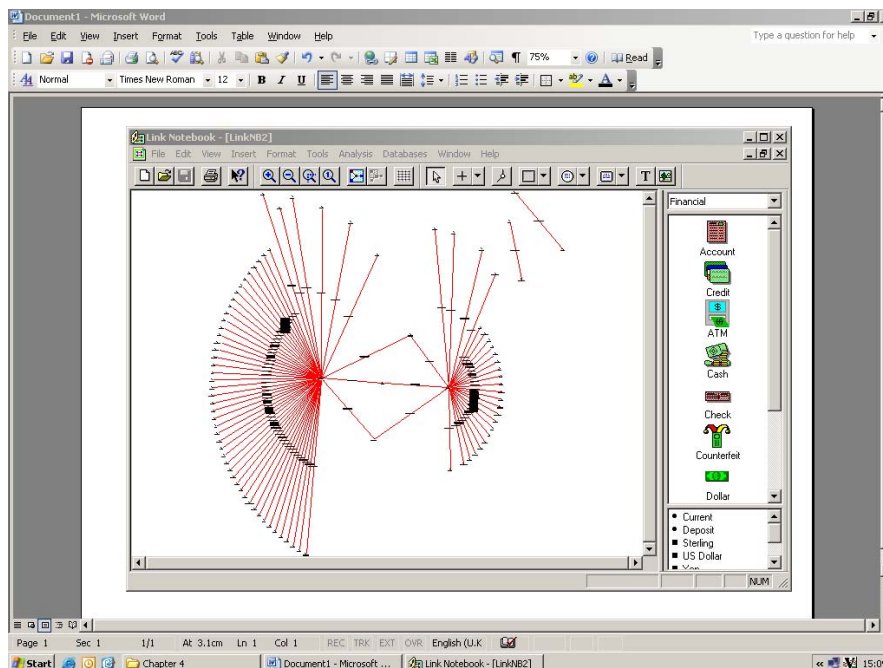 Document1 - Microsoft Word
File Edit View Insert Format Tools Table Window Help
Type a question for help
75%
Read
Normal Times New Roman 12 B I U
Link Notebook - [LinkNB2]
File Edit View Insert Format Tools Analysis Databases Window Help
T
Financial
Account
Credit
ATM
Cash
Check
Counterfeit
Dollar
Current
Deposit
Sterling
US Dollar
Yen
NUM
Page 1 Sec 1 1/1 At 3.1cm Ln 1 Col 1 REC TRK EXT OVR English (U.K
Start Chapter 4 Document1 - Microsoft ... Link Notebook - [LinkNB2] 15:0